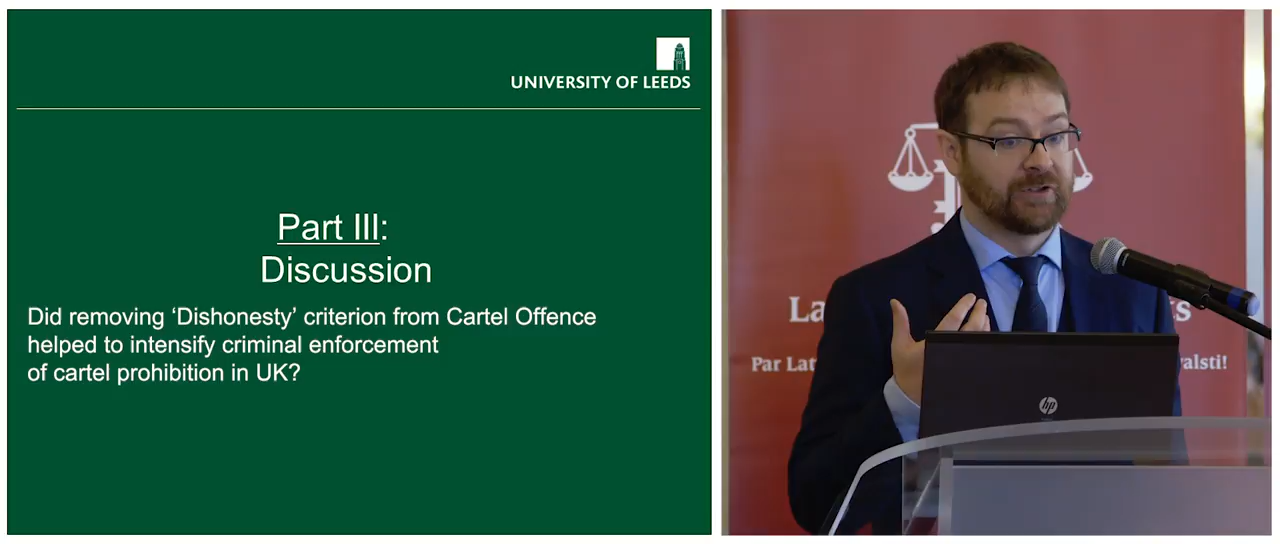 UNIVERSITY OF LEEDS
Part III:
Discussion
Did removing ‘Dishonesty’ criterion from Cartel Offence
helped to intensify criminal enforcement
of cartel prohibition in UK?
hp